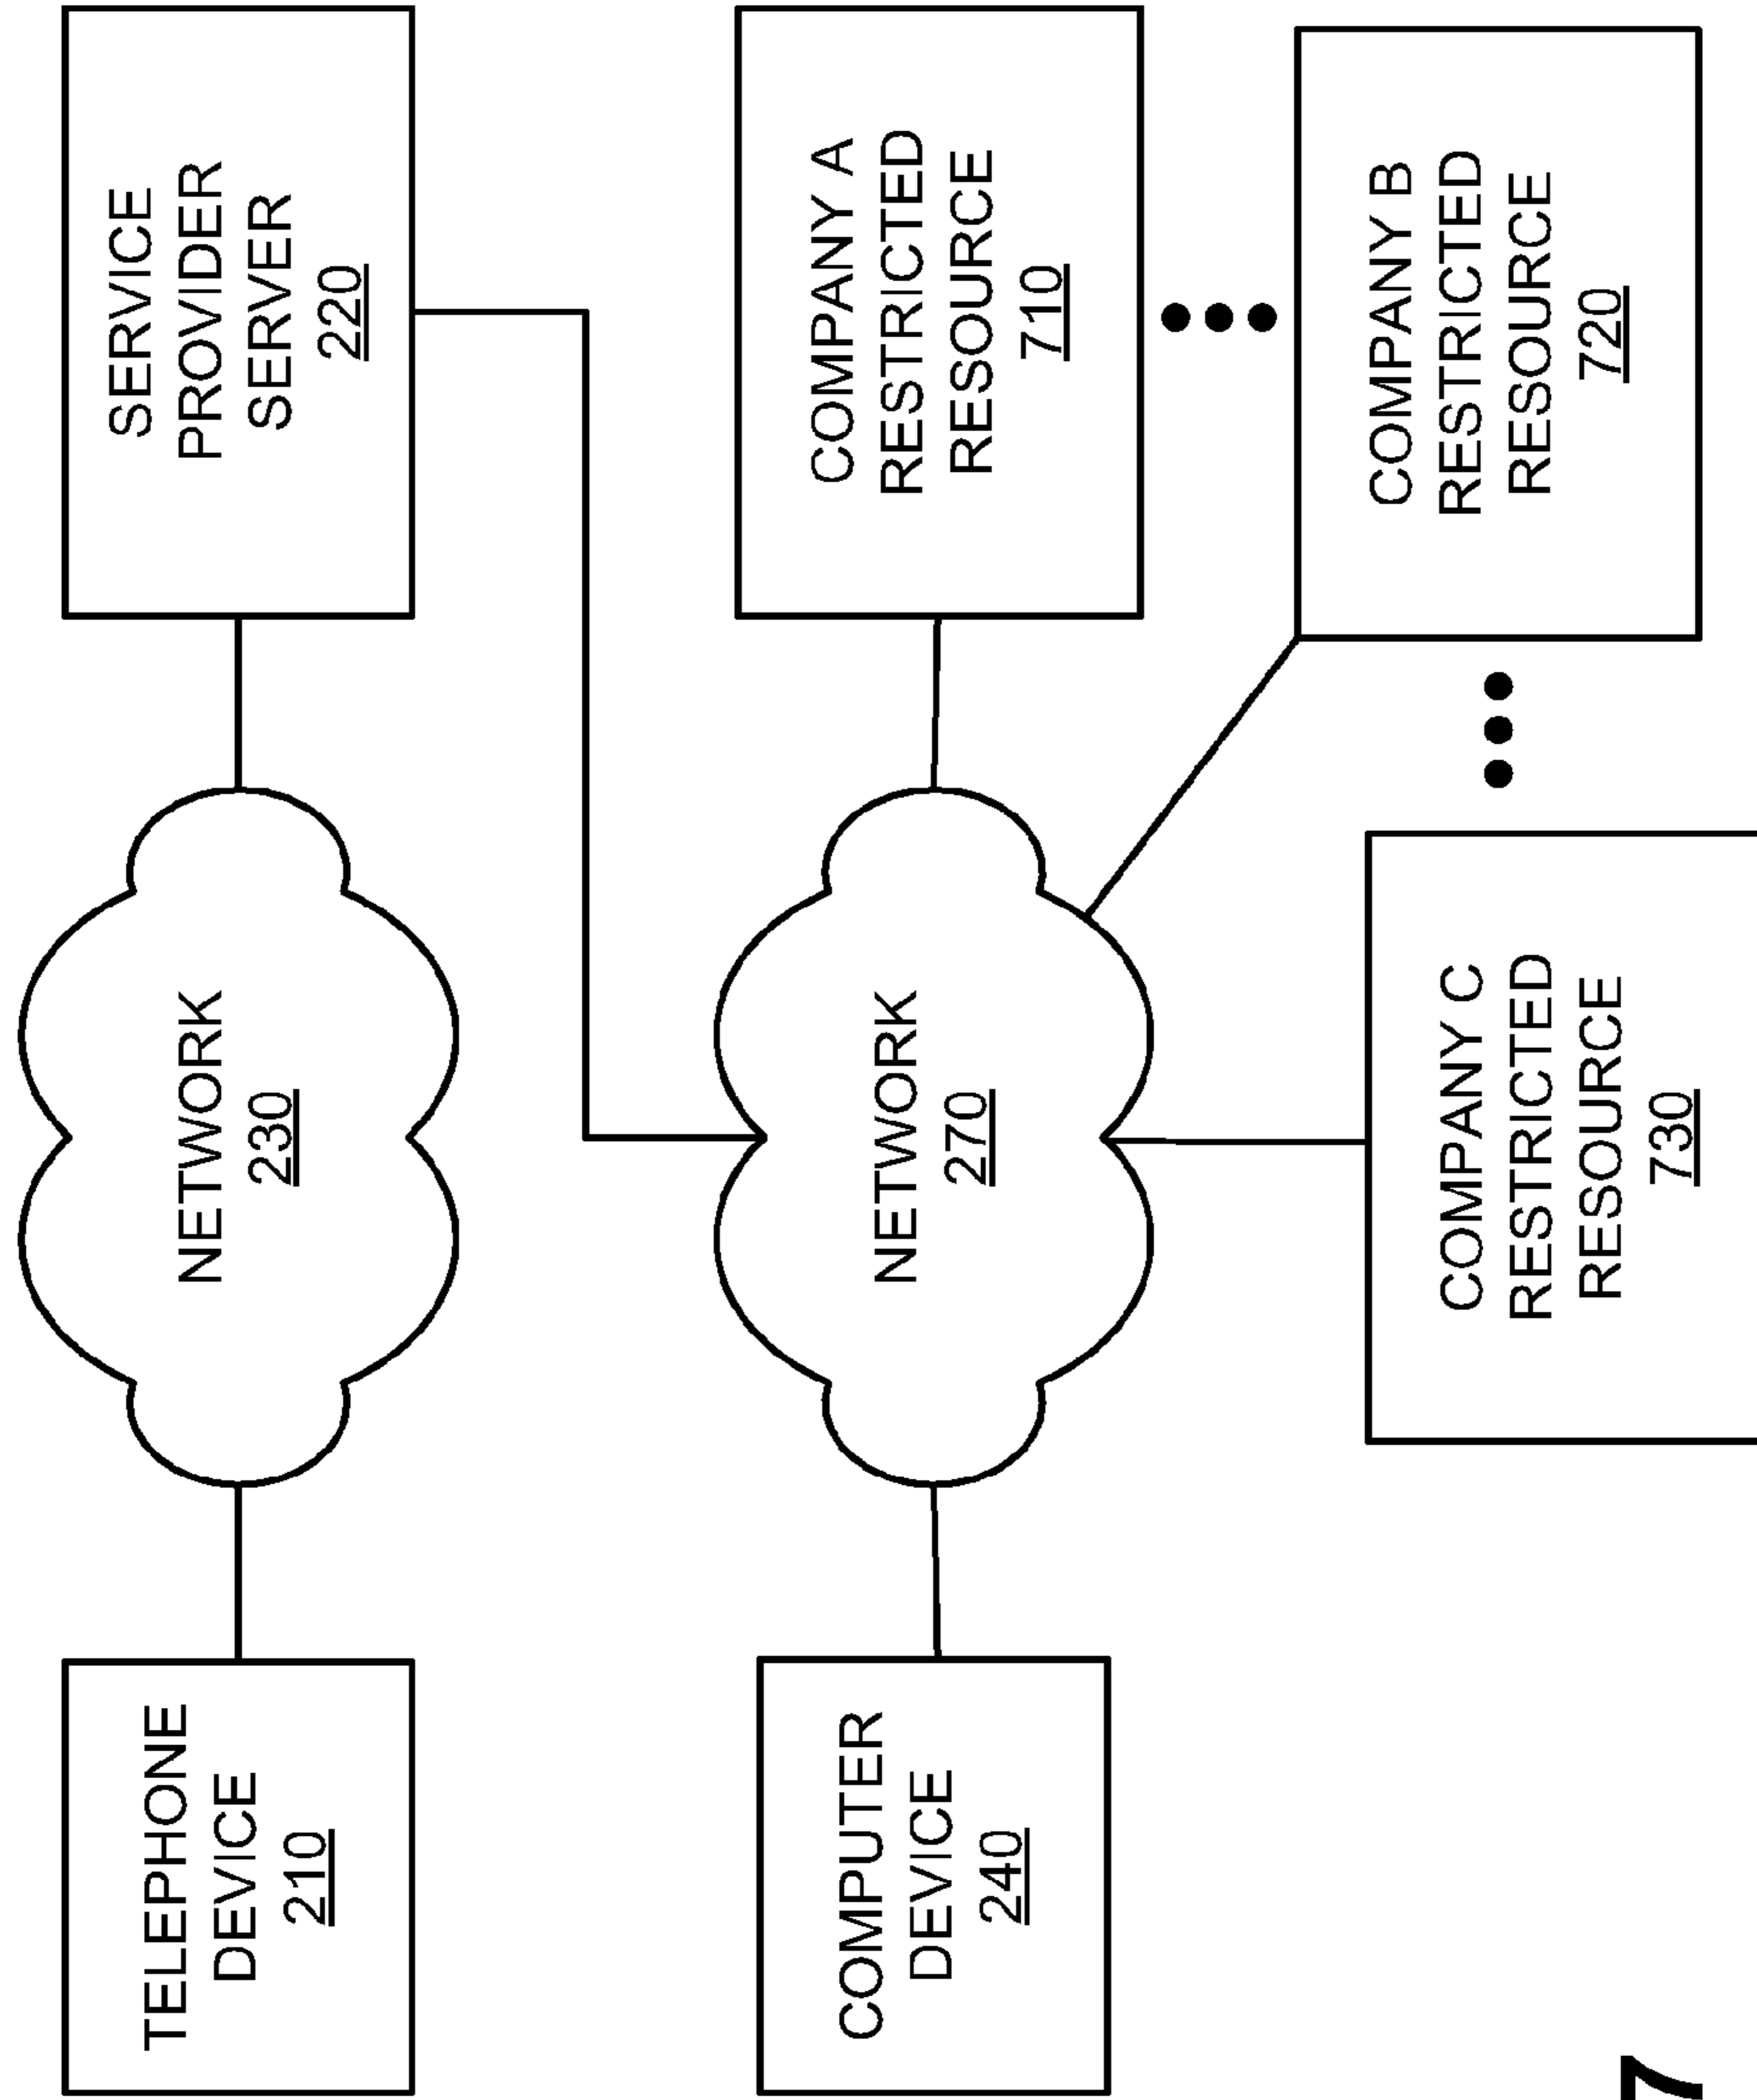 TELEPHONE
DEVICE
210
NETWORK
230
SERVICE
PROVIDER
SERVER
220
COMPUTER
DEVICE
240
NETWORK
270
COMPANY A
RESTRICTED
RESOURCE
710
COMPANY B
RESTRICTED
RESOURCE
720
COMPANY C
RESTRICTED
RESOURCE
730
7